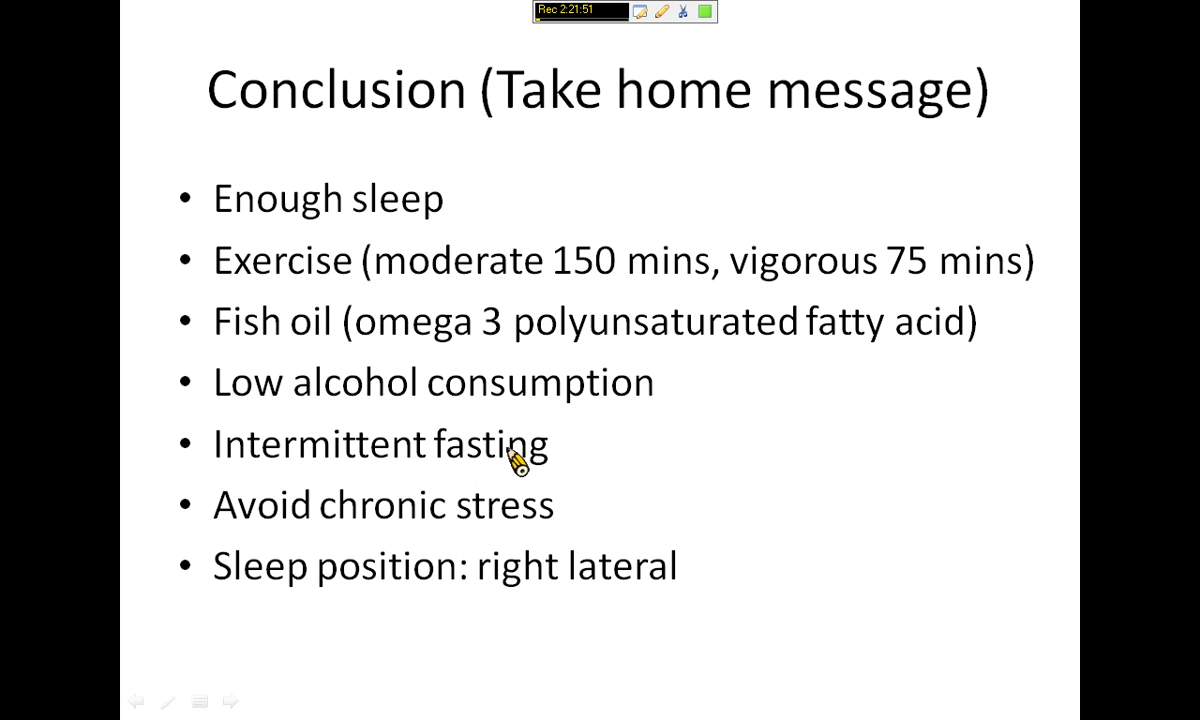 Rec 2:21:51
Conclusion (Take home message)
• Enough sleep
• Exercise (moderate 150 mins, vigorous 75 mins)
• Fish oil (omega 3 polyunsaturated fatty acid)
• Low alcohol consumption
• Intermittent fasting
• Avoid chronic stress
• Sleep position: right lateral